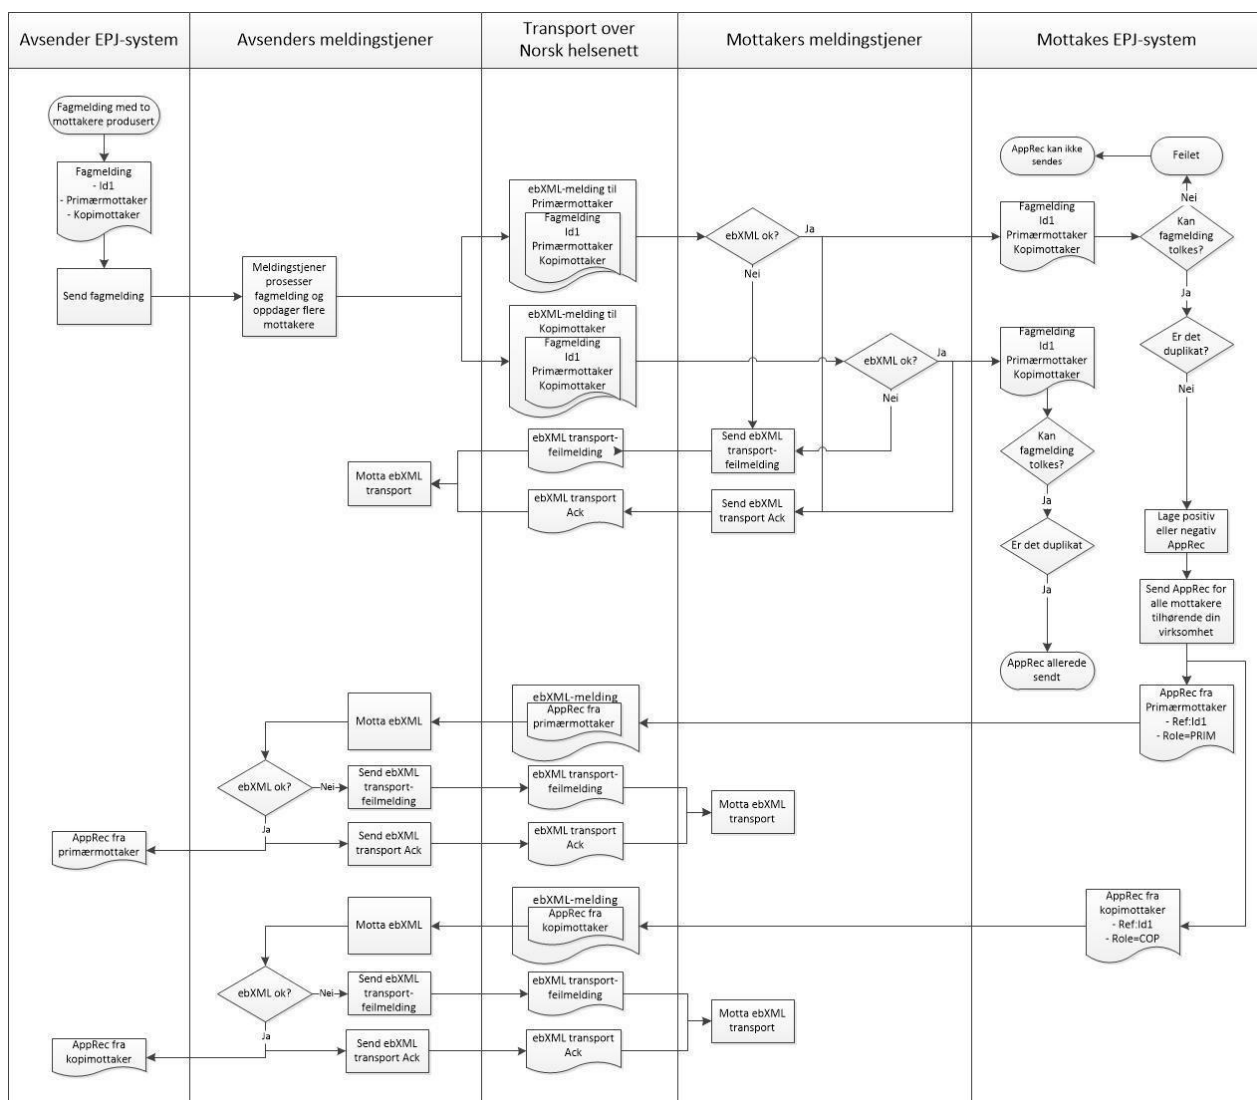 Avsender EPJ-system
Avsenders meldingstjener
Transport over
Norsk helsenett
Mottakers meldingstjener
Mottakes EPJ-system
Fagmelding med to
mottakere produsert
Fagmelding
- Id1
- Primærmottaker
- Kopimottaker
Send fagmelding
Meldingstjener
prosesser
fagmelding og
oppdager flere
mottakere
ebXML-melding til
Primærmottaker
Fagmelding
Id1
Primærmottaker
Kopimottaker
ebXML-melding til
Kopimottaker
Fagmelding
Id1
Primærmottaker
Kopimottaker
ebXML ok?
Ja
Nei
ebXML ok?
Ja
Nei
AppRec kan ikke
sendes
Feilet
Nei
Fagmelding
Id1
Primærmottaker
Kopimottaker
Kan
fagmelding
tolkes?
Ja
Fagmelding
Id1
Primærmottaker
Kopimottaker
Er det
duplikat?
Nei
Kan
fagmelding
tolkes?
Ja
Er det duplikat
Ja
AppRec allerede
sendt
Lage positiv
eller negativ
AppRec
Send AppRec for
alle mottakere
tilhørende din
virksomhet
Motta ebXML
transport
ebXML transport-
feilmelding
Send ebXML
transport-
feilmelding
ebXML transport
Ack
Send ebXML
transport Ack
AppRec fra
Primærmottaker
- Ref:Id1
- Role=PRIM
ebXML-melding
AppRec fra
primærmottaker
Motta ebXML
ebXML ok?
Nei
Ja
Send ebXML
transport-
feilmelding
ebXML transport-
feilmelding
Motta ebXML
transport
AppRec fra
primærmottaker
Send ebXML
transport Ack
ebXML transport
Ack
AppRec fra
kopimottaker
- Ref:Id1
- Role=COP
ebXML-melding
AppRec fra
kopimottaker
Motta ebXML
ebXML ok?
Nei
Ja
Send ebXML
transport-
feilmelding
ebXML transport-
feilmelding
Motta ebXML
transport
AppRec fra
kopimottaker
Send ebXML
transport Ack
ebXML transport
Ack